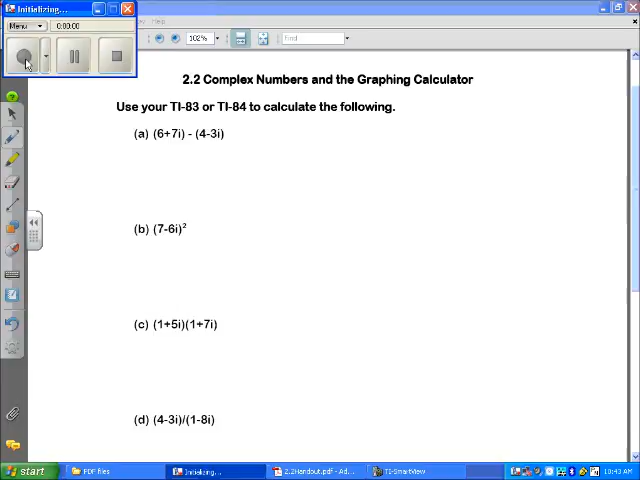 Initializing...
Menu
0:00:00
Help
102%
Find
2.2 Complex Numbers and the Graphing Calculator
Use your TI-83 or TI-84 to calculate the following.
(a) (6+7i) - (4-3i)
(b) (7-6i)²
(c) (1+5i)(1+7i)
(d) (4-3i)/(1-8i)
start
PDF files
Initializing...
2.2Handout.pdf - Ad...
TI-SmartView
10:43 AM